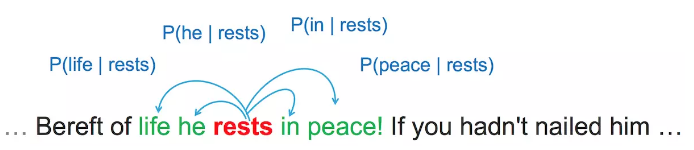 P(he | rests)
P(in | rests)
P(life | rests)
P(peace | rests)
... Bereft of life he rests in peace! If you hadn't nailed him ...